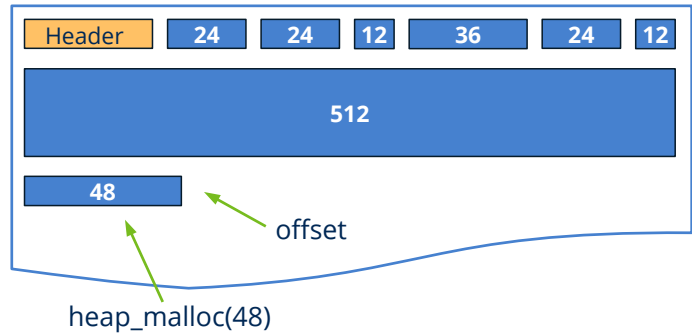 Header 24 24 12 36 24 12
512
48
offset
heap_malloc(48)